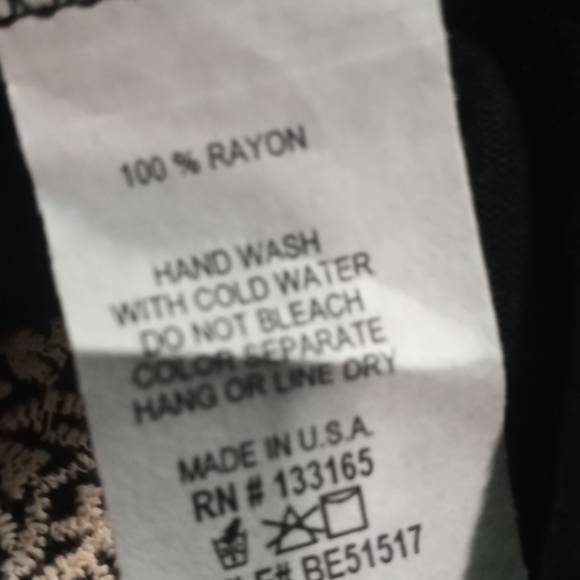 100 % RAYON
HAND WASH
WITH COLD WATER
DO NOT BLEACH
COLOR SEPARATE
HANG OR LINE DRY
MADE IN U.S.A.
RN # 133165
BE51517